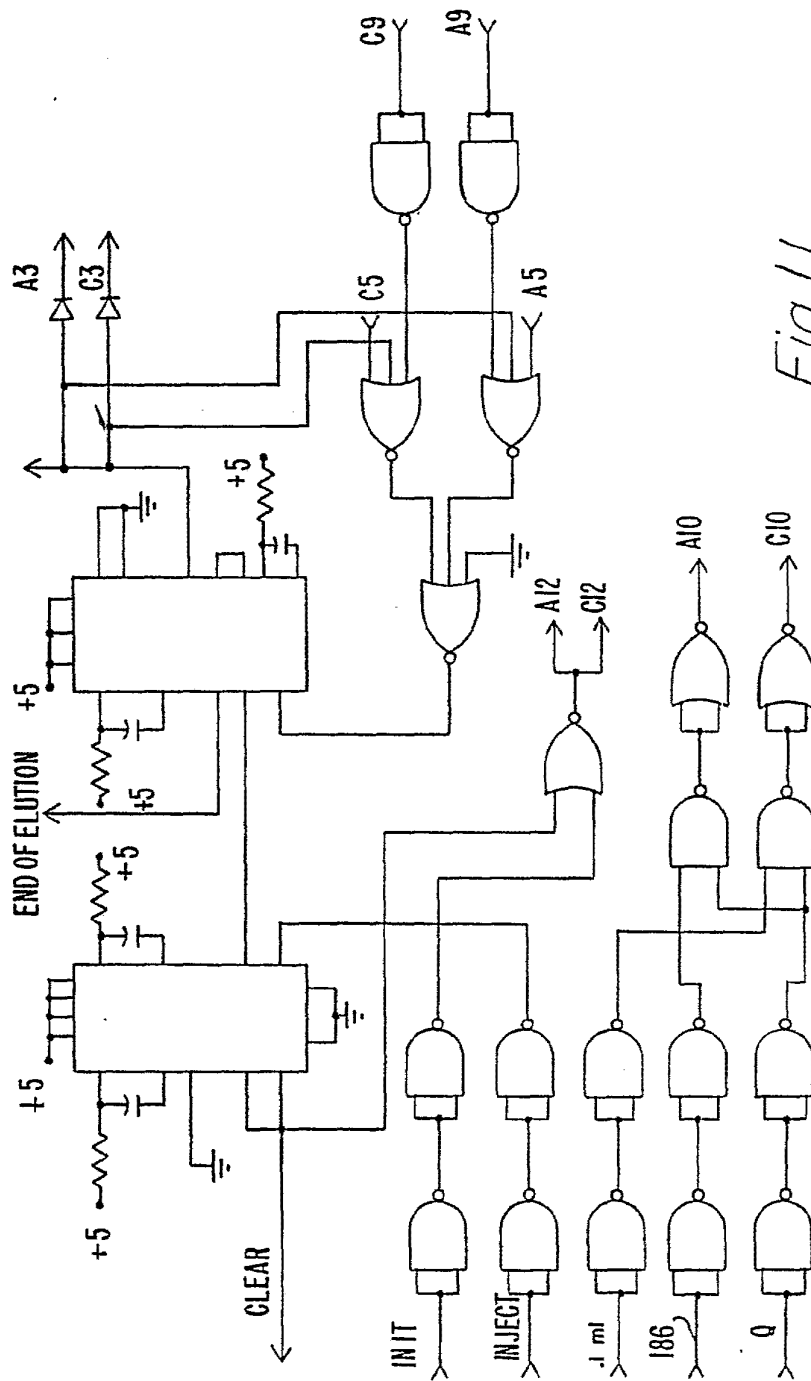 A3
C3
+5
+5
END OF ELUTION
+5
+5
+5
+5
C9
A9
C5
A5
A12
C12
A10
C10
CLEAR
INIT
INJECT
.1 ml
186
Q
Fig. 11